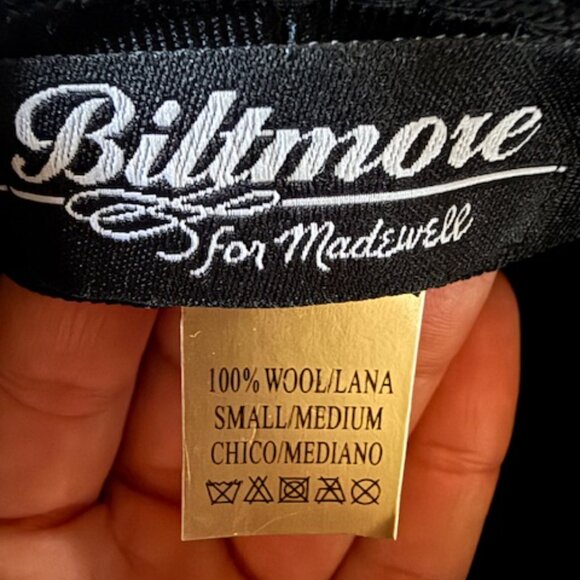 Biltmore
for Madewell
100% WOOL/LANA
SMALL/MEDIUM
CHICO/MEDIANO